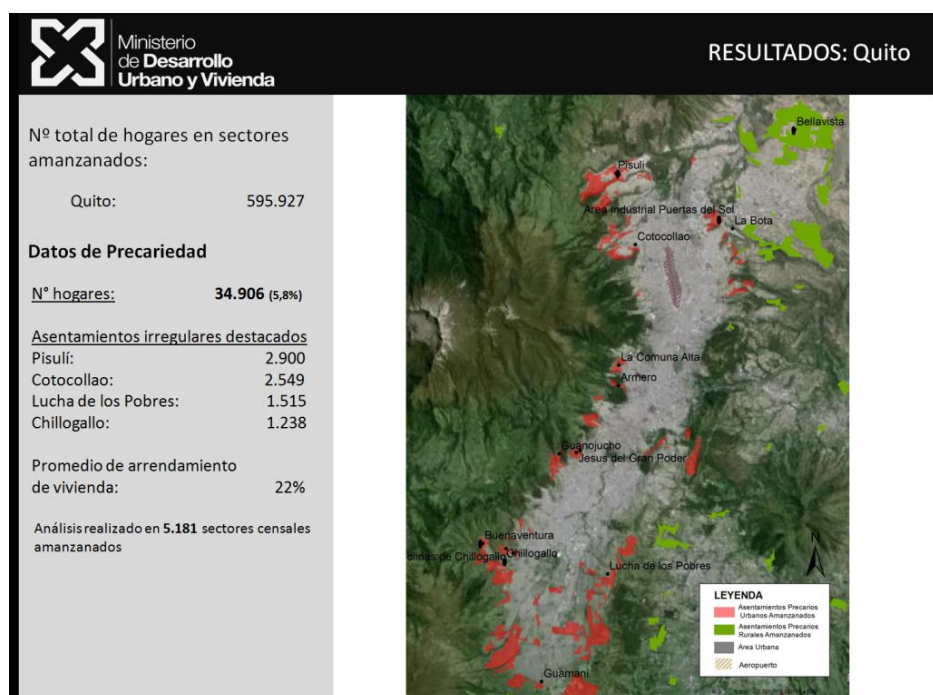 Ministerio
de Desarrollo
Urbano y Vivienda
RESULTADOS: Quito
Nº total de hogares en sectores
amanzanados:
Quito: 595.927
Datos de Precariedad
N° hogares: 34.906 (5,8%)
Asentamientos irregulares destacados
Pisulí: 2.900
Cotocollao: 2.549
Lucha de los Pobres: 1.515
Chillogallo: 1.238
Promedio de arrendamiento
de vivienda: 22%
Análisis realizado en 5.181 sectores censales
amanzanados
Bellavista
Pisuli
Area Industrial Puertas del Sol
La Bota
Cotocollao
La Comuna Alta
Armero
Guanojucho
Jesus del Gran Poder
Buenaventura
olinas de Chillogallo
Chillogallo
Lucha de los Pobres
Guamani
N
LEYENDA
Asentamientos Precarios
Urbanos Amanzanados
Asentamientos Precarios
Rurales Amanzanados
Area Urbana
Aeropuerto